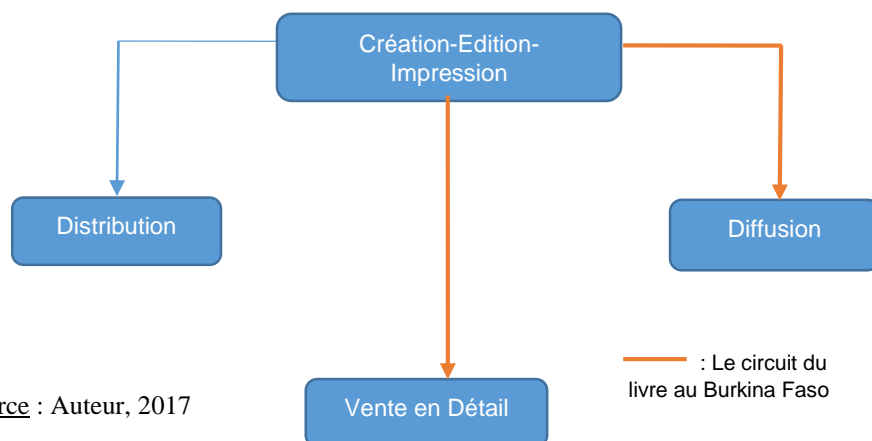 Création-Edition-
Impression
Distribution
Diffusion
: Le circuit du
livre au Burkina Faso
rce : Auteur, 2017
Vente en Détail